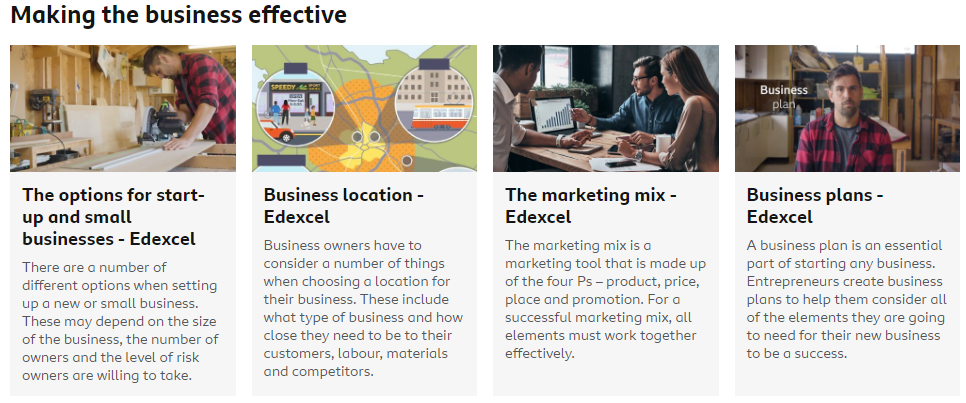 Making the business effective
SPEEDY
OPEN
Business
plan
The options for start-
up and small
businesses - Edexcel
There are a number of
different options when setting
up a new or small business.
These may depend on the size
of the business, the number of
owners and the level of risk
owners are willing to take.
Business location -
Edexcel
Business owners have to
consider a number of things
when choosing a location for
their business. These include
what type of business and how
close they need to be to their
customers, labour, materials
and competitors.
The marketing mix -
Edexcel
The marketing mix is a
marketing tool that is made up
of the four Ps – product, price,
place and promotion. For a
successful marketing mix, all
elements must work together
effectively.
Business plans -
Edexcel
A business plan is an essential
part of starting any business.
Entrepreneurs create business
plans to help them consider all
of the elements they are going
to need for their new business
to be a success.